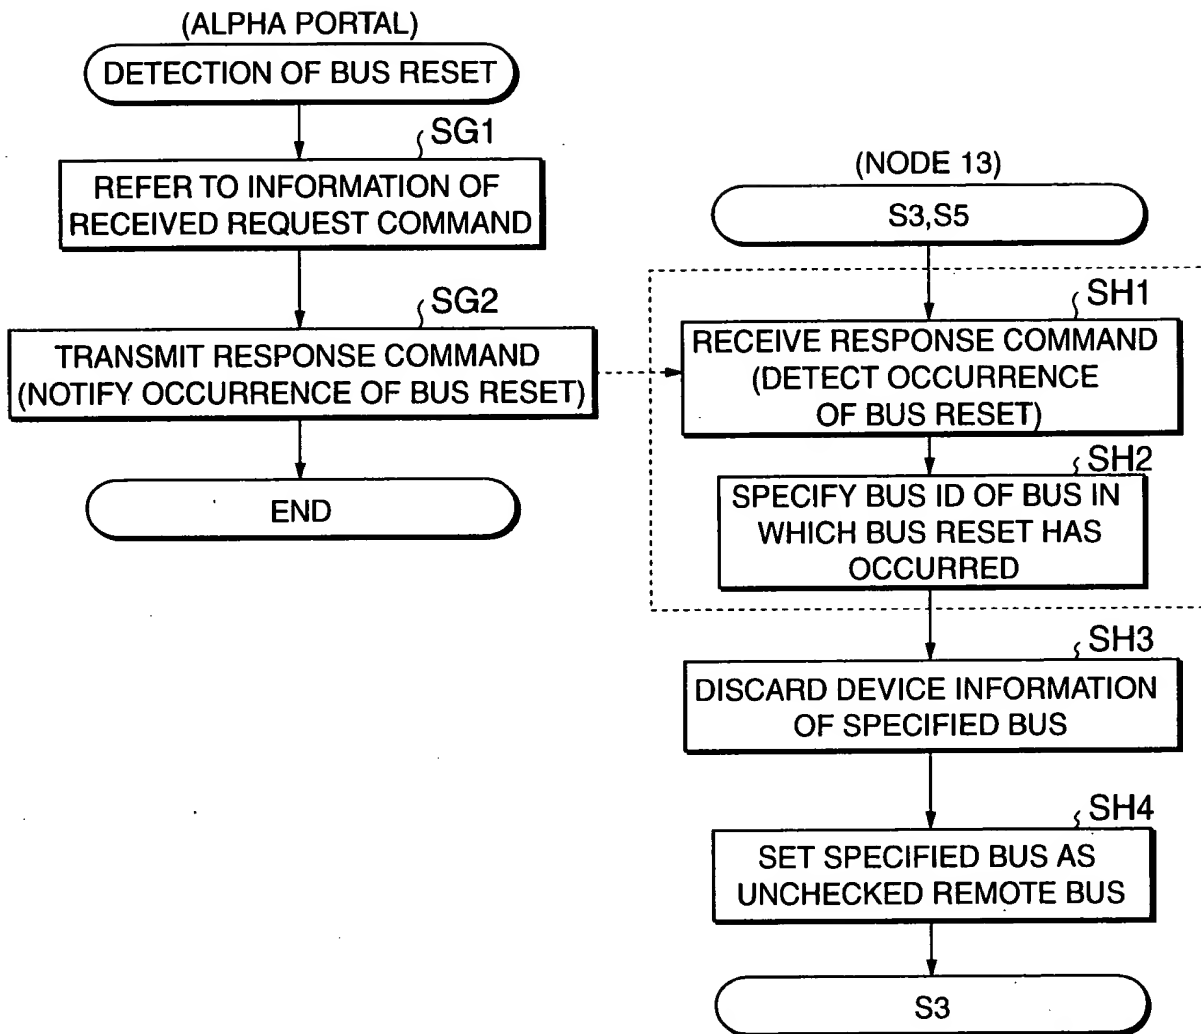 (ALPHA PORTAL)
DETECTION OF BUS RESET
SG1
REFER TO INFORMATION OF
RECEIVED REQUEST COMMAND
SG2
TRANSMIT RESPONSE COMMAND
(NOTIFY OCCURRENCE OF BUS RESET)
END
(NODE 13)
S3,S5
SH1
RECEIVE RESPONSE COMMAND
(DETECT OCCURRENCE
OF BUS RESET)
SH2
SPECIFY BUS ID OF BUS IN
WHICH BUS RESET HAS
OCCURRED
SH3
DISCARD DEVICE INFORMATION
OF SPECIFIED BUS
SH4
SET SPECIFIED BUS AS
UNCHECKED REMOTE BUS
S3